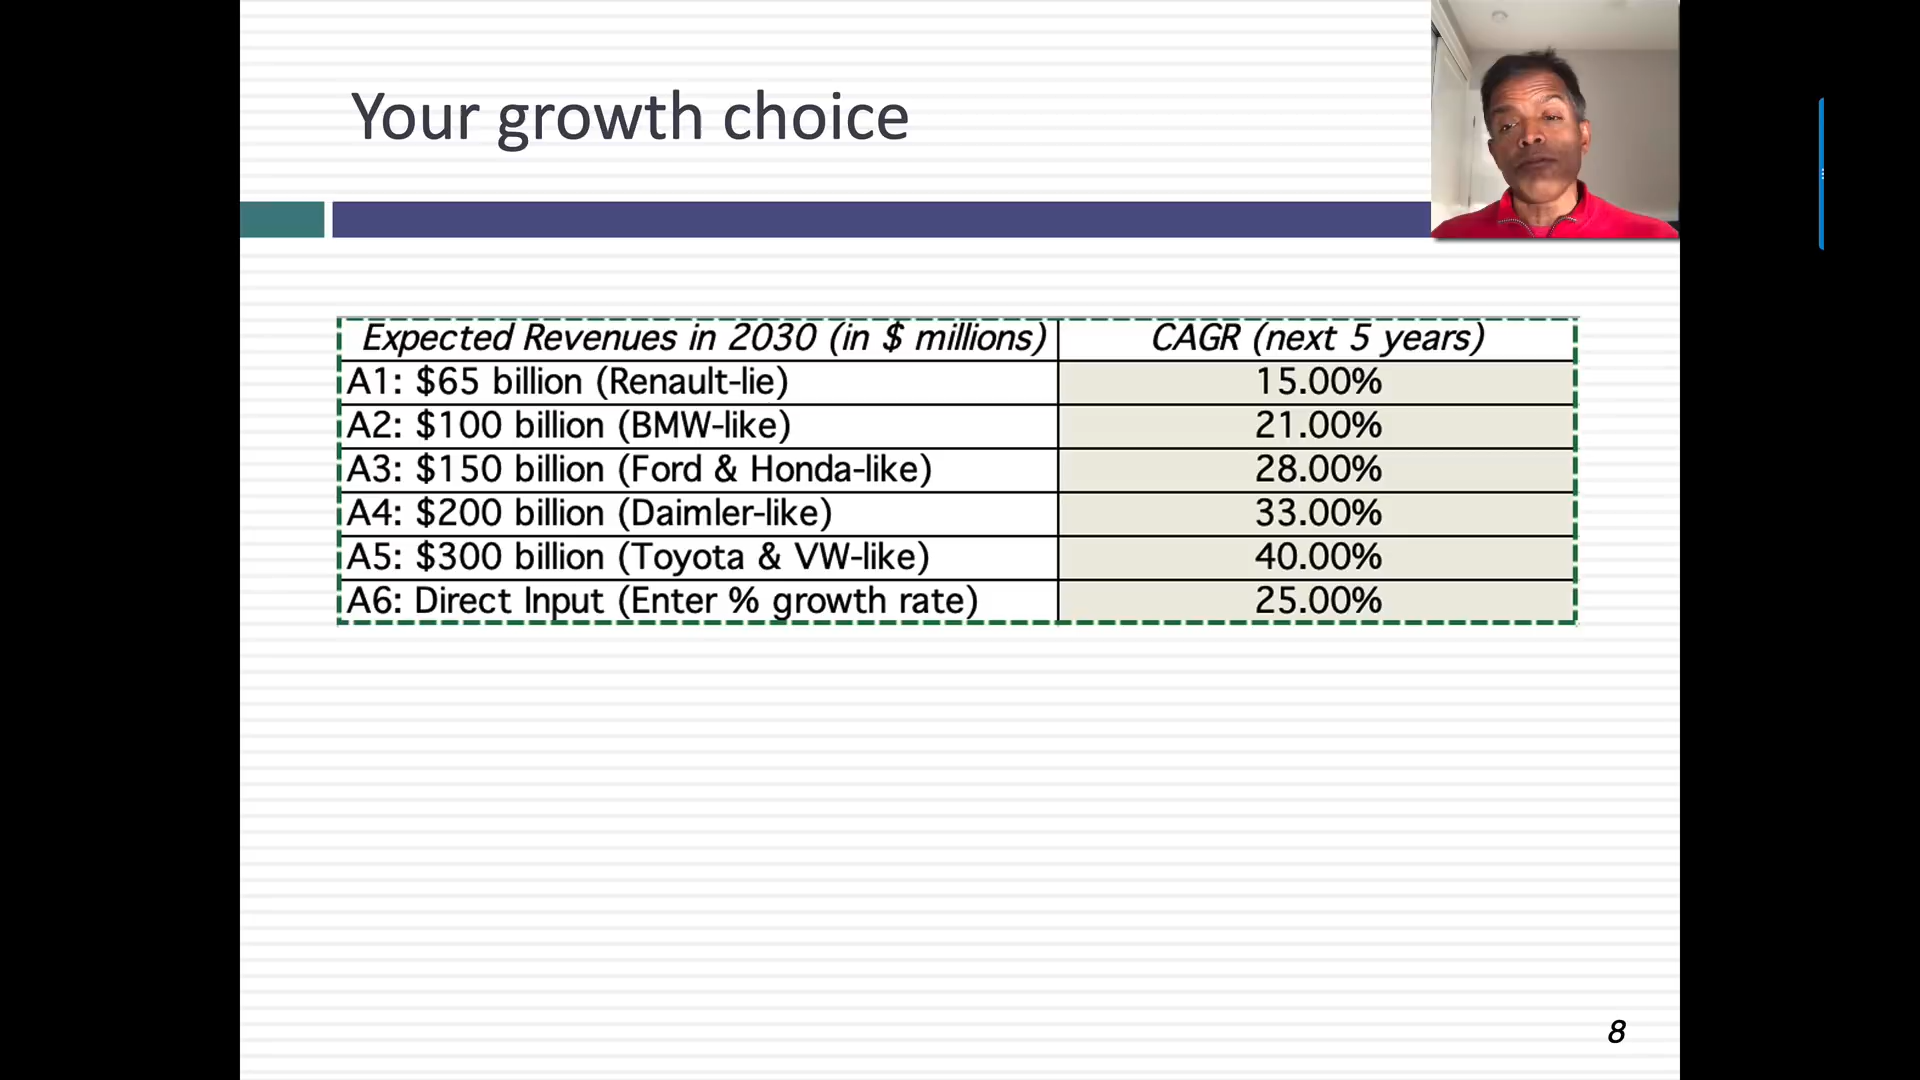 Your growth choice
Expected Revenues in 2030 (in $ millions) CAGR (next 5 years)
A1: $65 billion (Renault-lie) 15.00%
A2: $100 billion (BMW-like) 21.00%
A3: $150 billion (Ford & Honda-like) 28.00%
A4: $200 billion (Daimler-like) 33.00%
A5: $300 billion (Toyota & VW-like) 40.00%
A6: Direct Input (Enter % growth rate) 25.00%
8